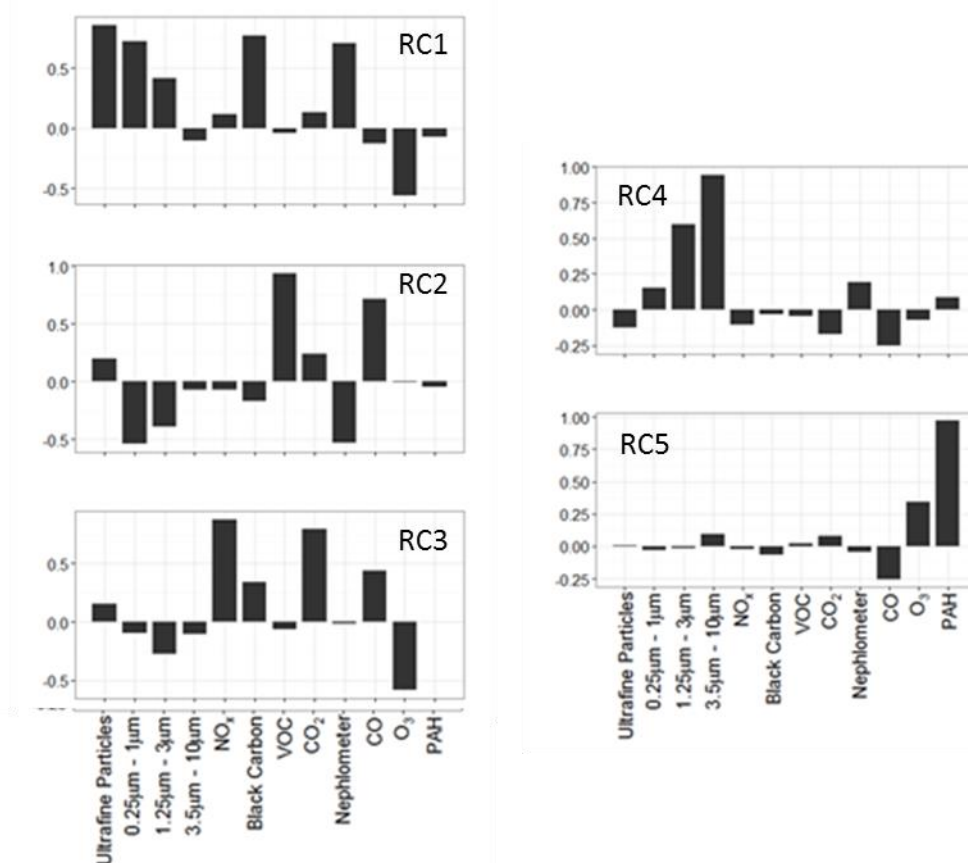 RC1
0.5
0.0
-0.5
RC2
1.0
0.5
0.0
-0.5
RC3
0.5
0.0
-0.5
Ultrafine Particles
0.25µm - 1µm
1.25µm - 3µm
3.5µm - 10µm
NOx
Black Carbon
VOC
CO2
Nephlometer
CO
O3
PAH
RC4
1.00
0.75
0.50
0.25
0.00
-0.25
RC5
1.00
0.75
0.50
0.25
0.00
-0.25
Ultrafine Particles
0.25µm - 1µm
1.25µm - 3µm
3.5µm - 10µm
NOx
Black Carbon
VOC
CO2
Nephlometer
CO
O3
PAH